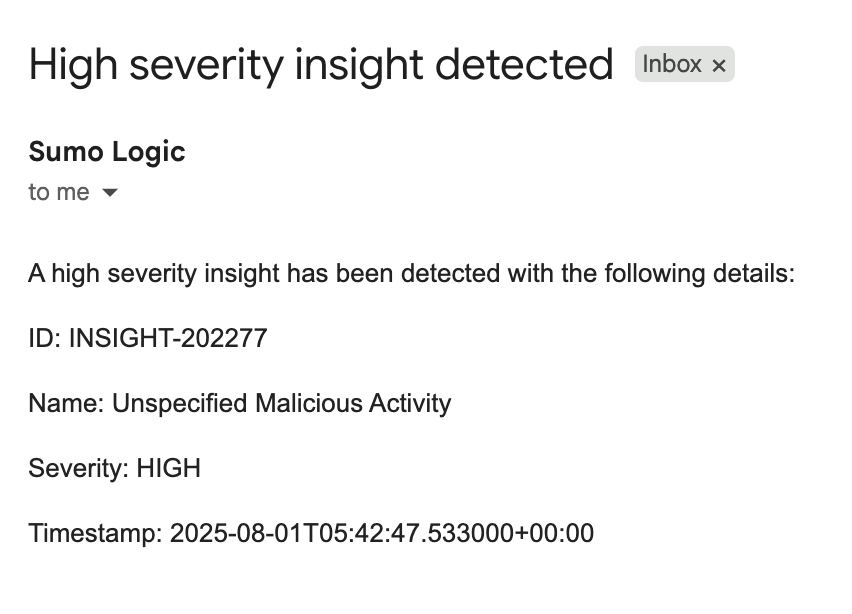 High severity insight detected Inbox ×
Sumo Logic
to me
A high severity insight has been detected with the following details:
ID: INSIGHT-202277
Name: Unspecified Malicious Activity
Severity: HIGH
Timestamp: 2025-08-01T05:42:47.533000+00:00